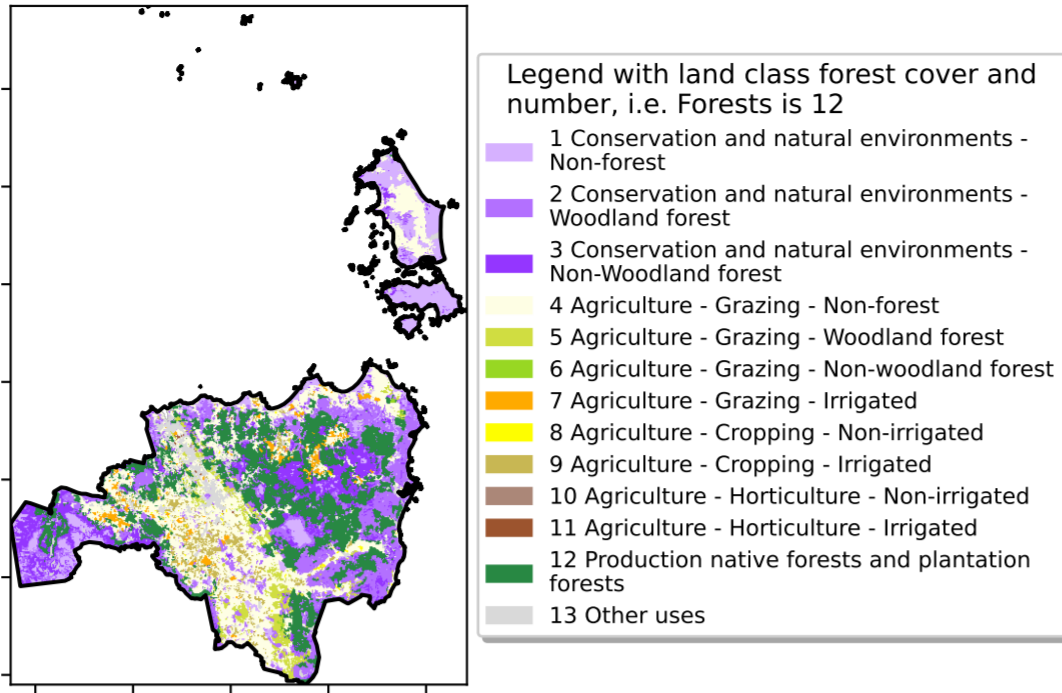 Legend with land class forest cover and
number, i.e. Forests is 12
1 Conservation and natural environments -
Non-forest
2 Conservation and natural environments -
Woodland forest
3 Conservation and natural environments -
Non-Woodland forest
4 Agriculture - Grazing - Non-forest
5 Agriculture - Grazing - Woodland forest
6 Agriculture - Grazing - Non-woodland forest
7 Agriculture - Grazing - Irrigated
8 Agriculture - Cropping - Non-irrigated
9 Agriculture - Cropping - Irrigated
10 Agriculture - Horticulture - Non-irrigated
11 Agriculture - Horticulture - Irrigated
12 Production native forests and plantation
forests
13 Other uses